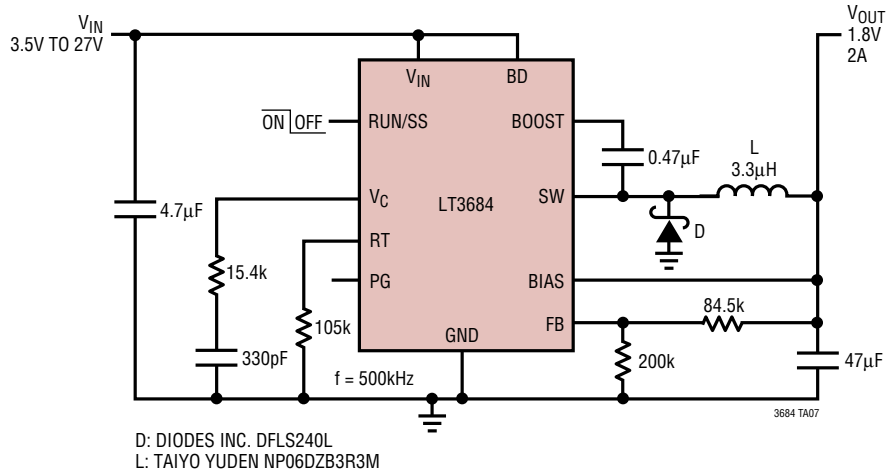 VIN
3.5V TO 27V
VOUT
1.8V
2A
VIN
BD
ON OFF
RUN/SS
BOOST
0.47µF
L
3.3µH
4.7µF
VC
LT3684
SW
D
15.4k
RT
PG
BIAS
84.5k
105k
FB
330pF
GND
200k
47µF
f = 500kHz
3684 TA07
D: DIODES INC. DFLS240L
L: TAIYO YUDEN NP06DZB3R3M